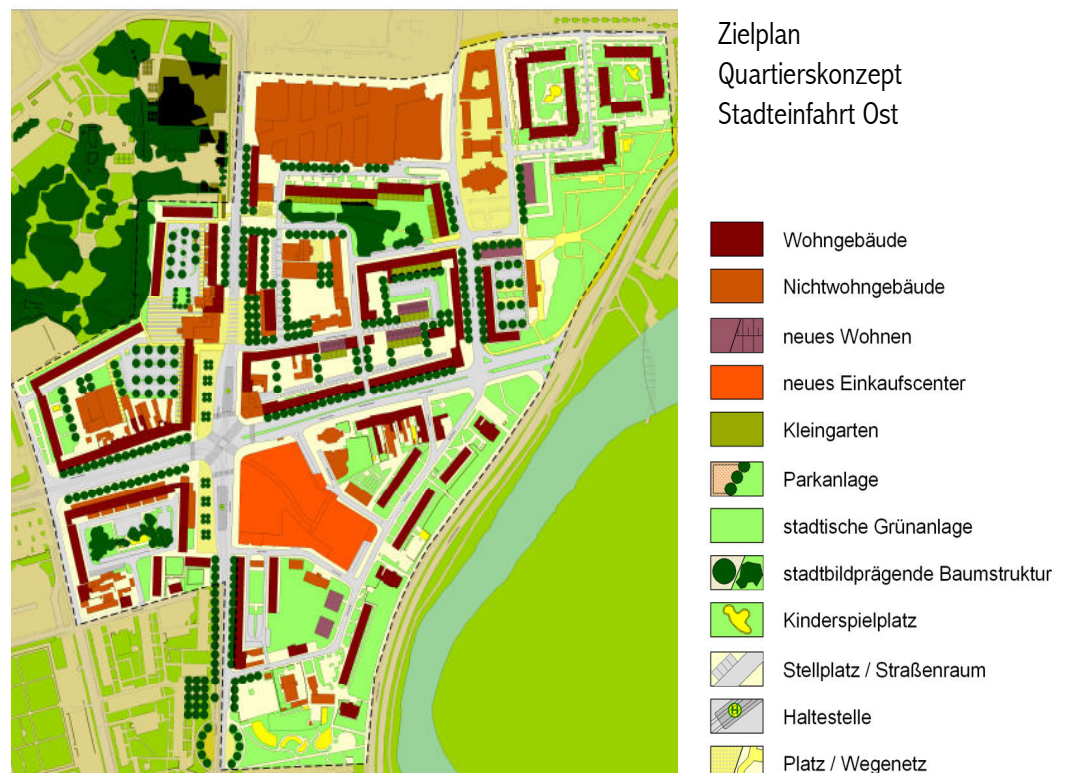 Zielplan
Quartierskonzept
Stadteinfahrt Ost
Wohngebäude
Nichtwohngebäude
neues Wohnen
neues Einkaufscenter
Kleingarten
Parkanlage
stadtische Grünanlage
stadtbildprägende Baumstruktur
Kinderspielplatz
Stellplatz / Straßenraum
H
Haltestelle
Platz / Wegenetz